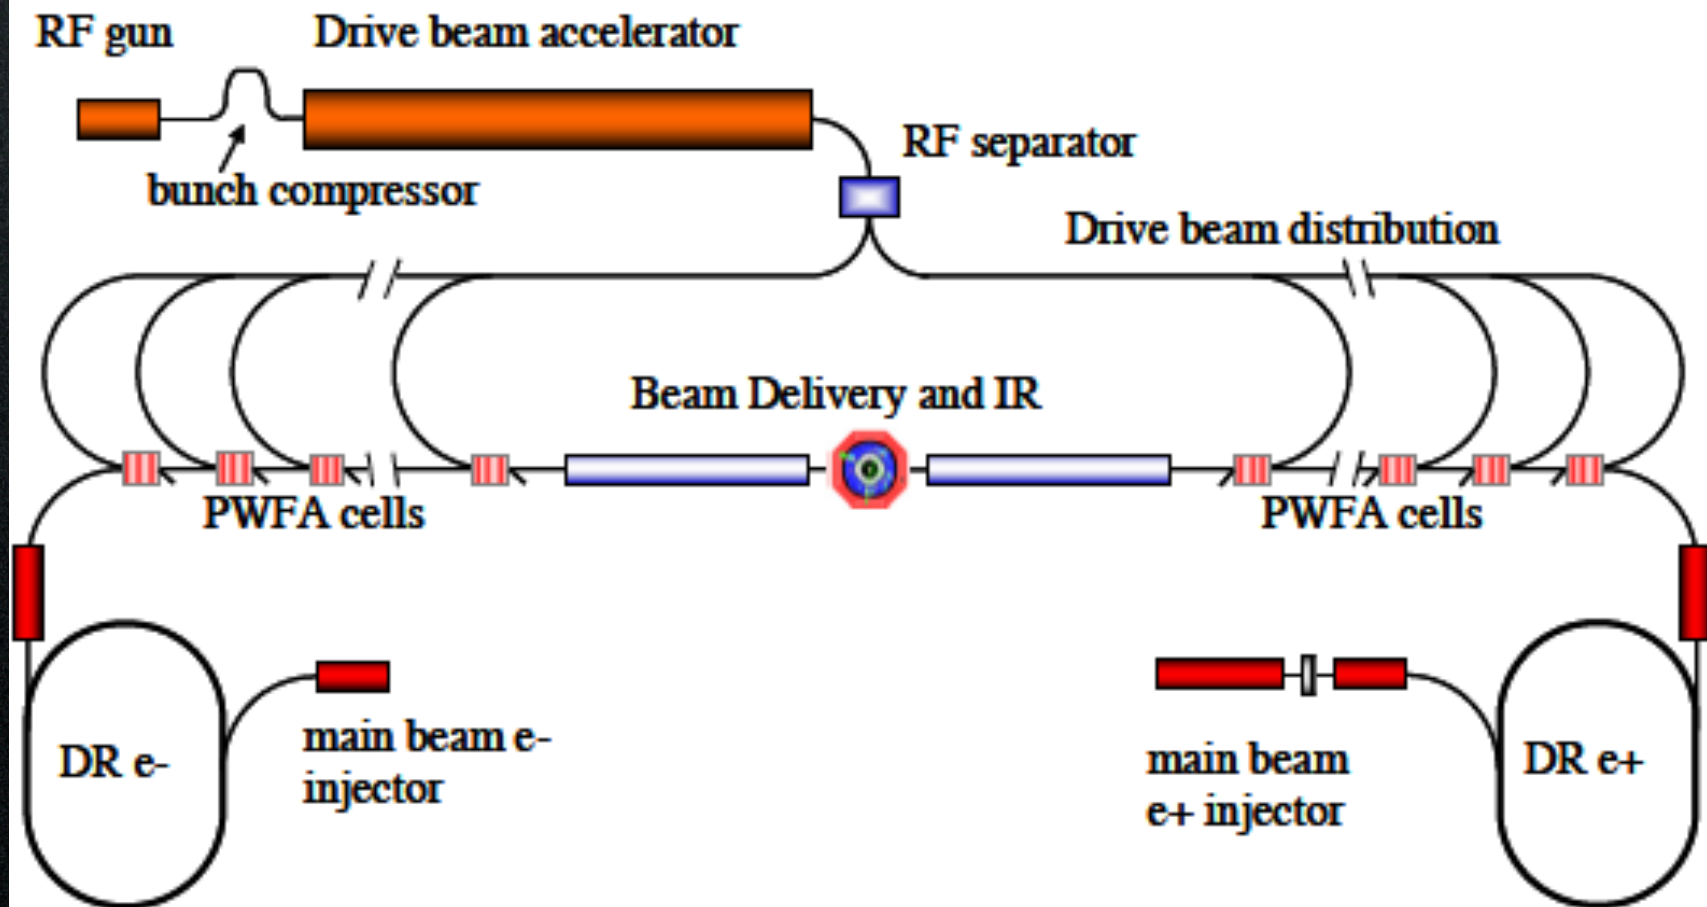 RF gun
Drive beam accelerator
RF separator
bunch compressor
Drive beam distribution
Beam Delivery and IR
PWFA cells
PWFA cells
DR e-
main beam e-
injector
main beam
e+ injector
DR e+